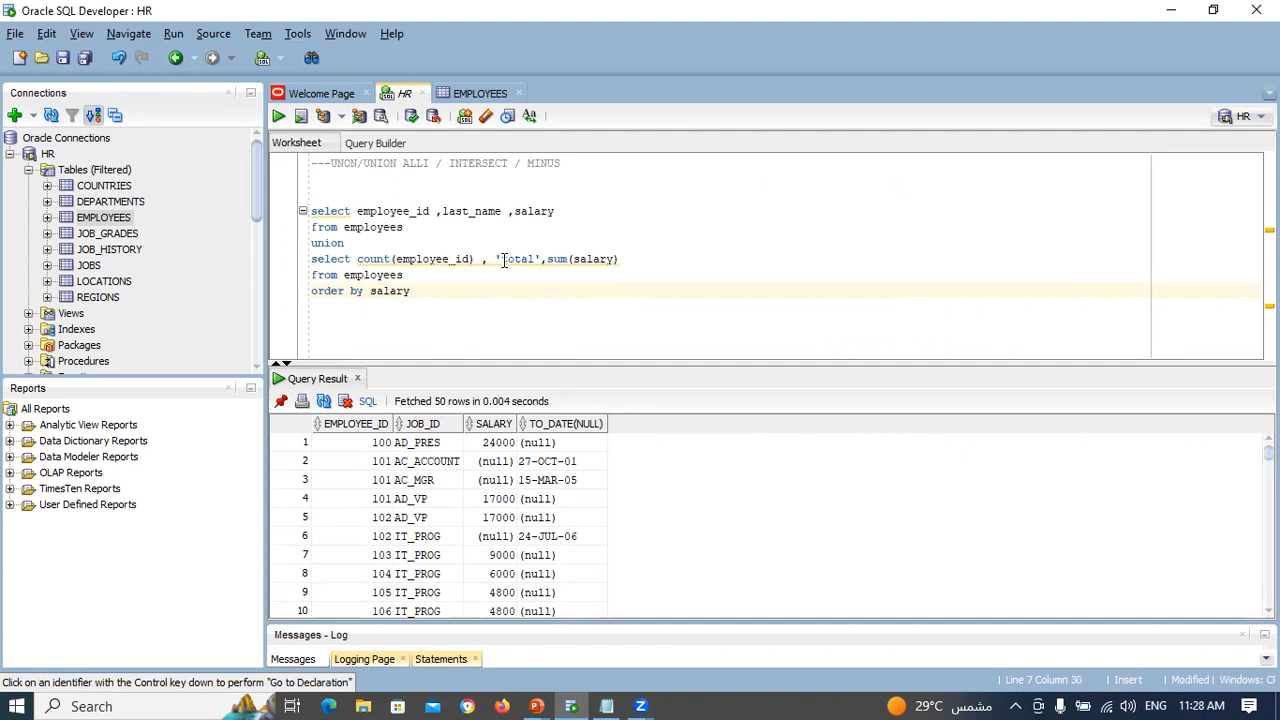 Oracle SQL Developer : HR
File Edit View Navigate Run Source Team Tools Window Help
Connections
Oracle Connections
HR
Tables (Filtered)
COUNTRIES
DEPARTMENTS
EMPLOYEES
JOB_GRADES
JOB_HISTORY
JOBS
LOCATIONS
REGIONS
Views
Indexes
Packages
Procedures
Reports
All Reports
Analytic View Reports
Data Dictionary Reports
Data Modeler Reports
OLAP Reports
TimesTen Reports
User Defined Reports
Welcome Page HR EMPLOYEES
SQL Aa HR
Worksheet Query Builder
---UNON/UNION ALLI / INTERSECT / MINUS
select employee_id ,last_name ,salary
from employees
union
select count(employee_id) , 'Total',sum(salary)
from employees
order by salary
Query Result
SQL Fetched 50 rows in 0.004 seconds
EMPLOYEE_ID JOB_ID SALARY TO_DATE(NULL)
1 100 AD_PRES 24000 (null)
2 101 AC_ACCOUNT (null) 27-OCT-01
3 101 AC_MGR (null) 15-MAR-05
4 101 AD_VP 17000 (null)
5 102 AD_VP 17000 (null)
6 102 IT_PROG (null) 24-JUL-06
7 103 IT_PROG 9000 (null)
8 104 IT_PROG 6000 (null)
9 105 IT_PROG 4800 (null)
10 106 IT_PROG 4800 (null)
Messages - Log
Messages Logging Page Statements
Click on an identifier with the Control key down to perform "Go to Declaration"
Line 7 Column 30 Insert Modified Windows: CF
Search 29° مشمس ENG 11:28 AM